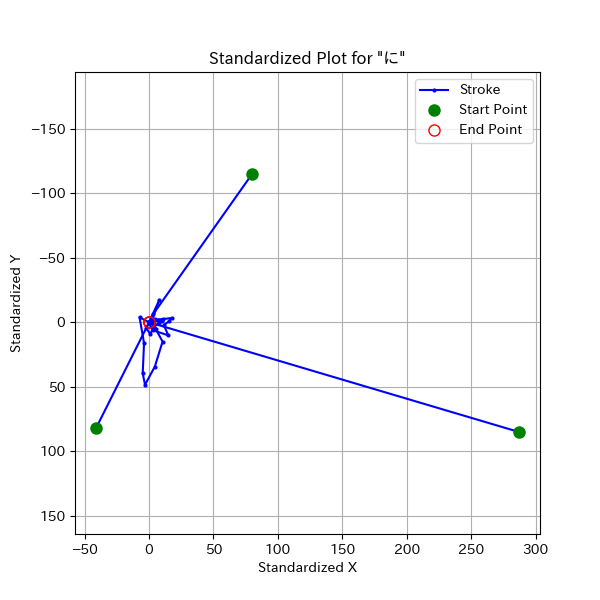 Standardized Plot for "に"
Stroke
Start Point
End Point
−150
−100
−50
0
50
100
150
Standardized Y
−50
0
50
100
150
200
250
300
Standardized X